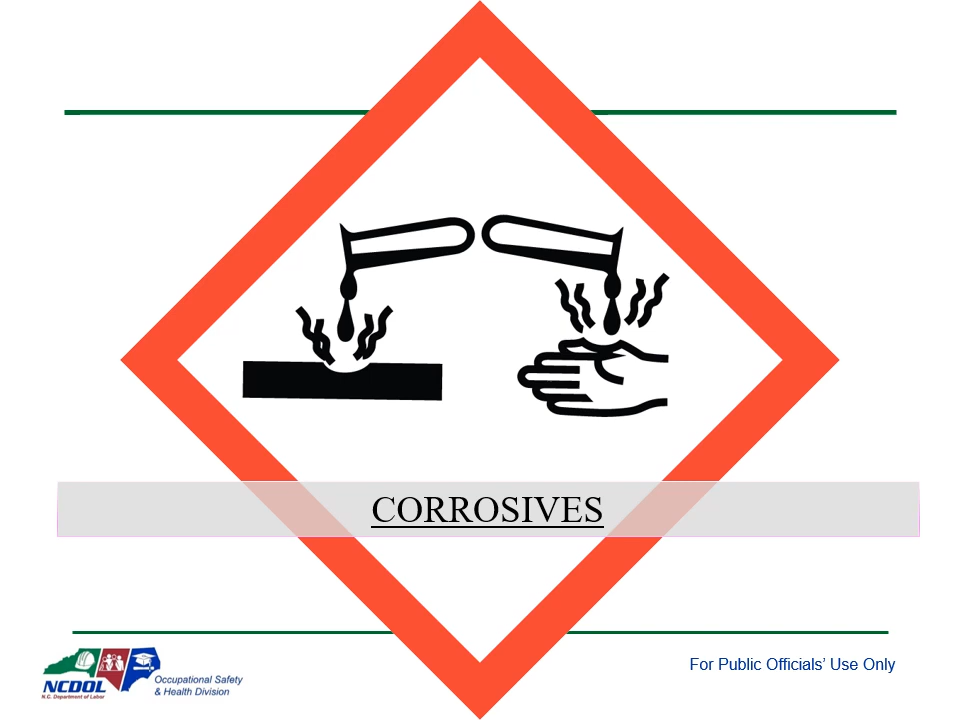 CORROSIVES
NCDOL
N.C. Department of Labor
Occupational Safety
& Health Division
For Public Officials’ Use Only